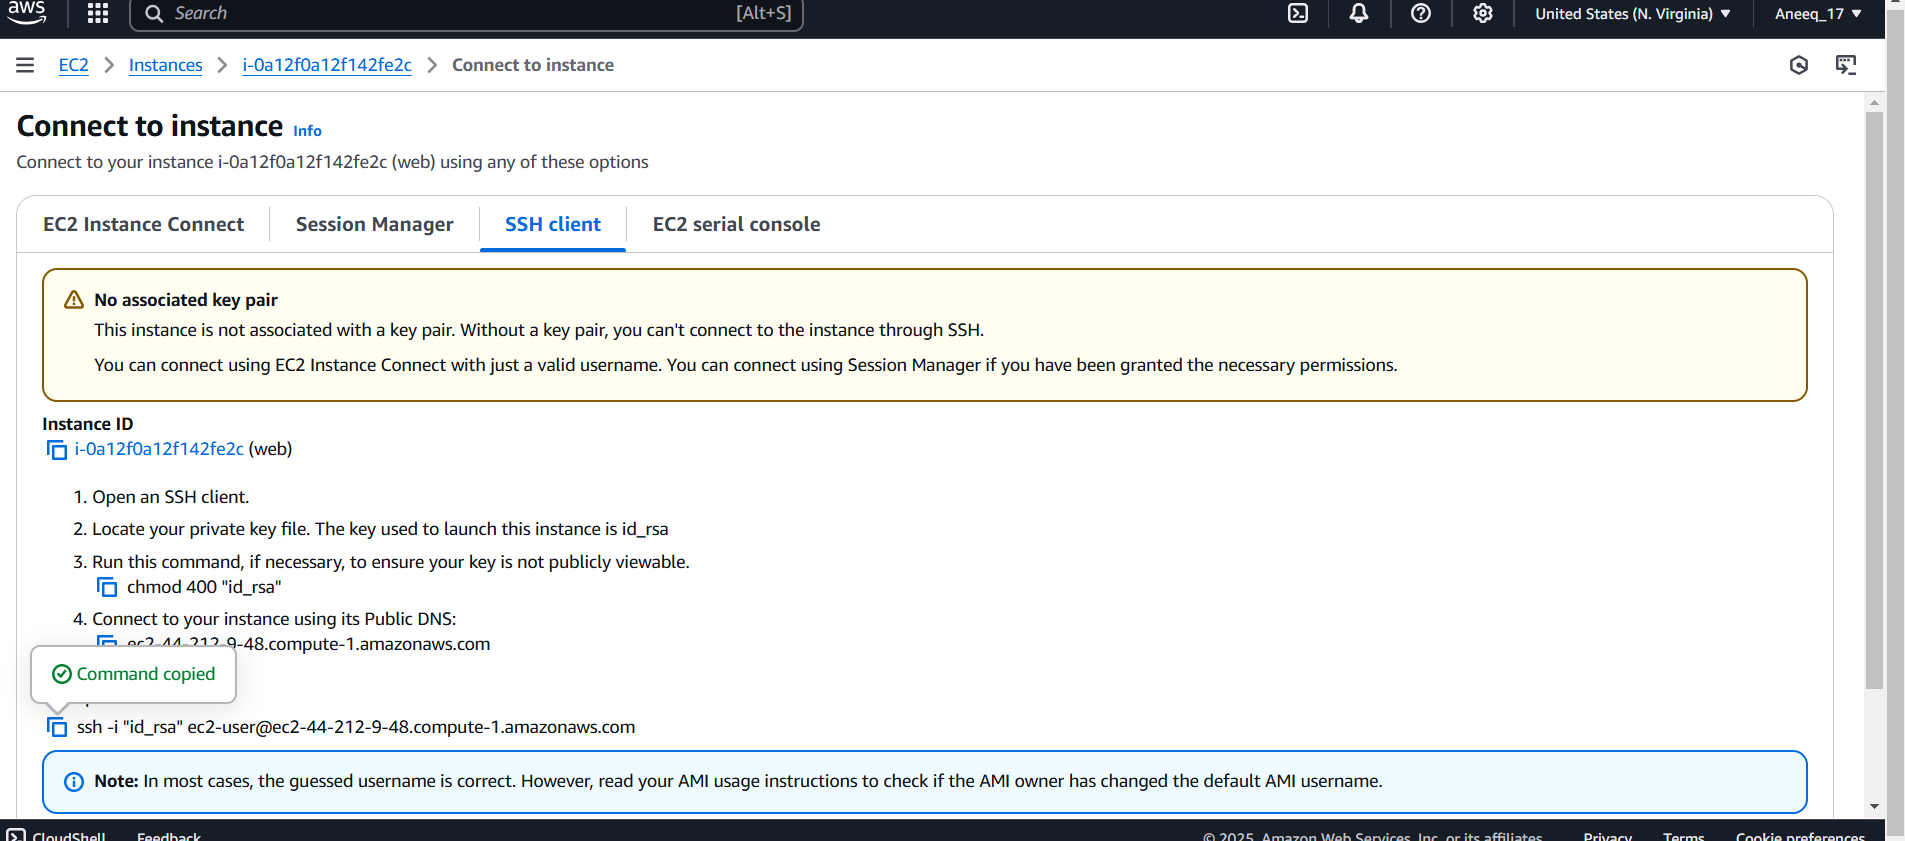 aws
Search [Alt+S] United States (N. Virginia) Aneeq_17
EC2 Instances i-0a12f0a12f142fe2c Connect to instance
Connect to instance Info
Connect to your instance i-0a12f0a12f142fe2c (web) using any of these options
EC2 Instance Connect Session Manager SSH client EC2 serial console
No associated key pair
This instance is not associated with a key pair. Without a key pair, you can't connect to the instance through SSH.
You can connect using EC2 Instance Connect with just a valid username. You can connect using Session Manager if you have been granted the necessary permissions.
Instance ID
i-0a12f0a12f142fe2c (web)
1. Open an SSH client.
2. Locate your private key file. The key used to launch this instance is id_rsa
3. Run this command, if necessary, to ensure your key is not publicly viewable.
chmod 400 "id_rsa"
4. Connect to your instance using its Public DNS:
ec2-44-212-9-48.compute-1.amazonaws.com
Command copied
ssh -i "id_rsa" ec2-user@ec2-44-212-9-48.compute-1.amazonaws.com
Note: In most cases, the guessed username is correct. However, read your AMI usage instructions to check if the AMI owner has changed the default AMI username.
CloudShell Feedback © 2025, Amazon Web Services, Inc. or its affiliates. Privacy Terms Cookie preferences